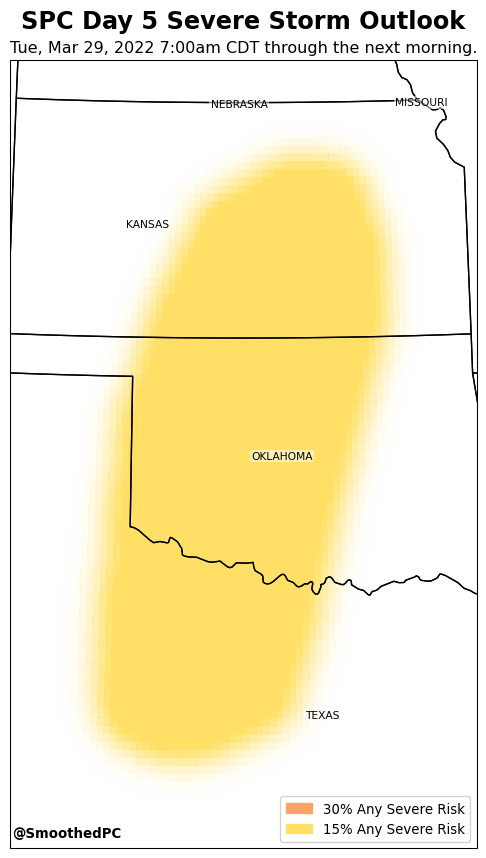 SPC Day 5 Severe Storm Outlook
Tue, Mar 29, 2022 7:00am CDT through the next morning.
NEBRASKA
MISSOURI
KANSAS
OKLAHOMA
TEXAS
30% Any Severe Risk
15% Any Severe Risk
@SmoothedPC